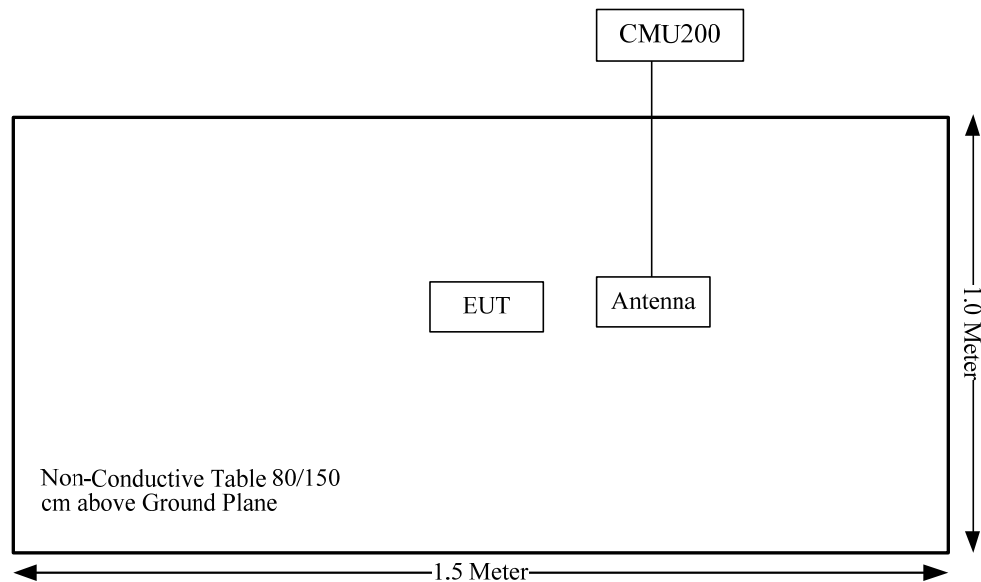 CMU200
EUT
Antenna
1.0 Meter
Non-Conductive Table 80/150
cm above Ground Plane
1.5 Meter